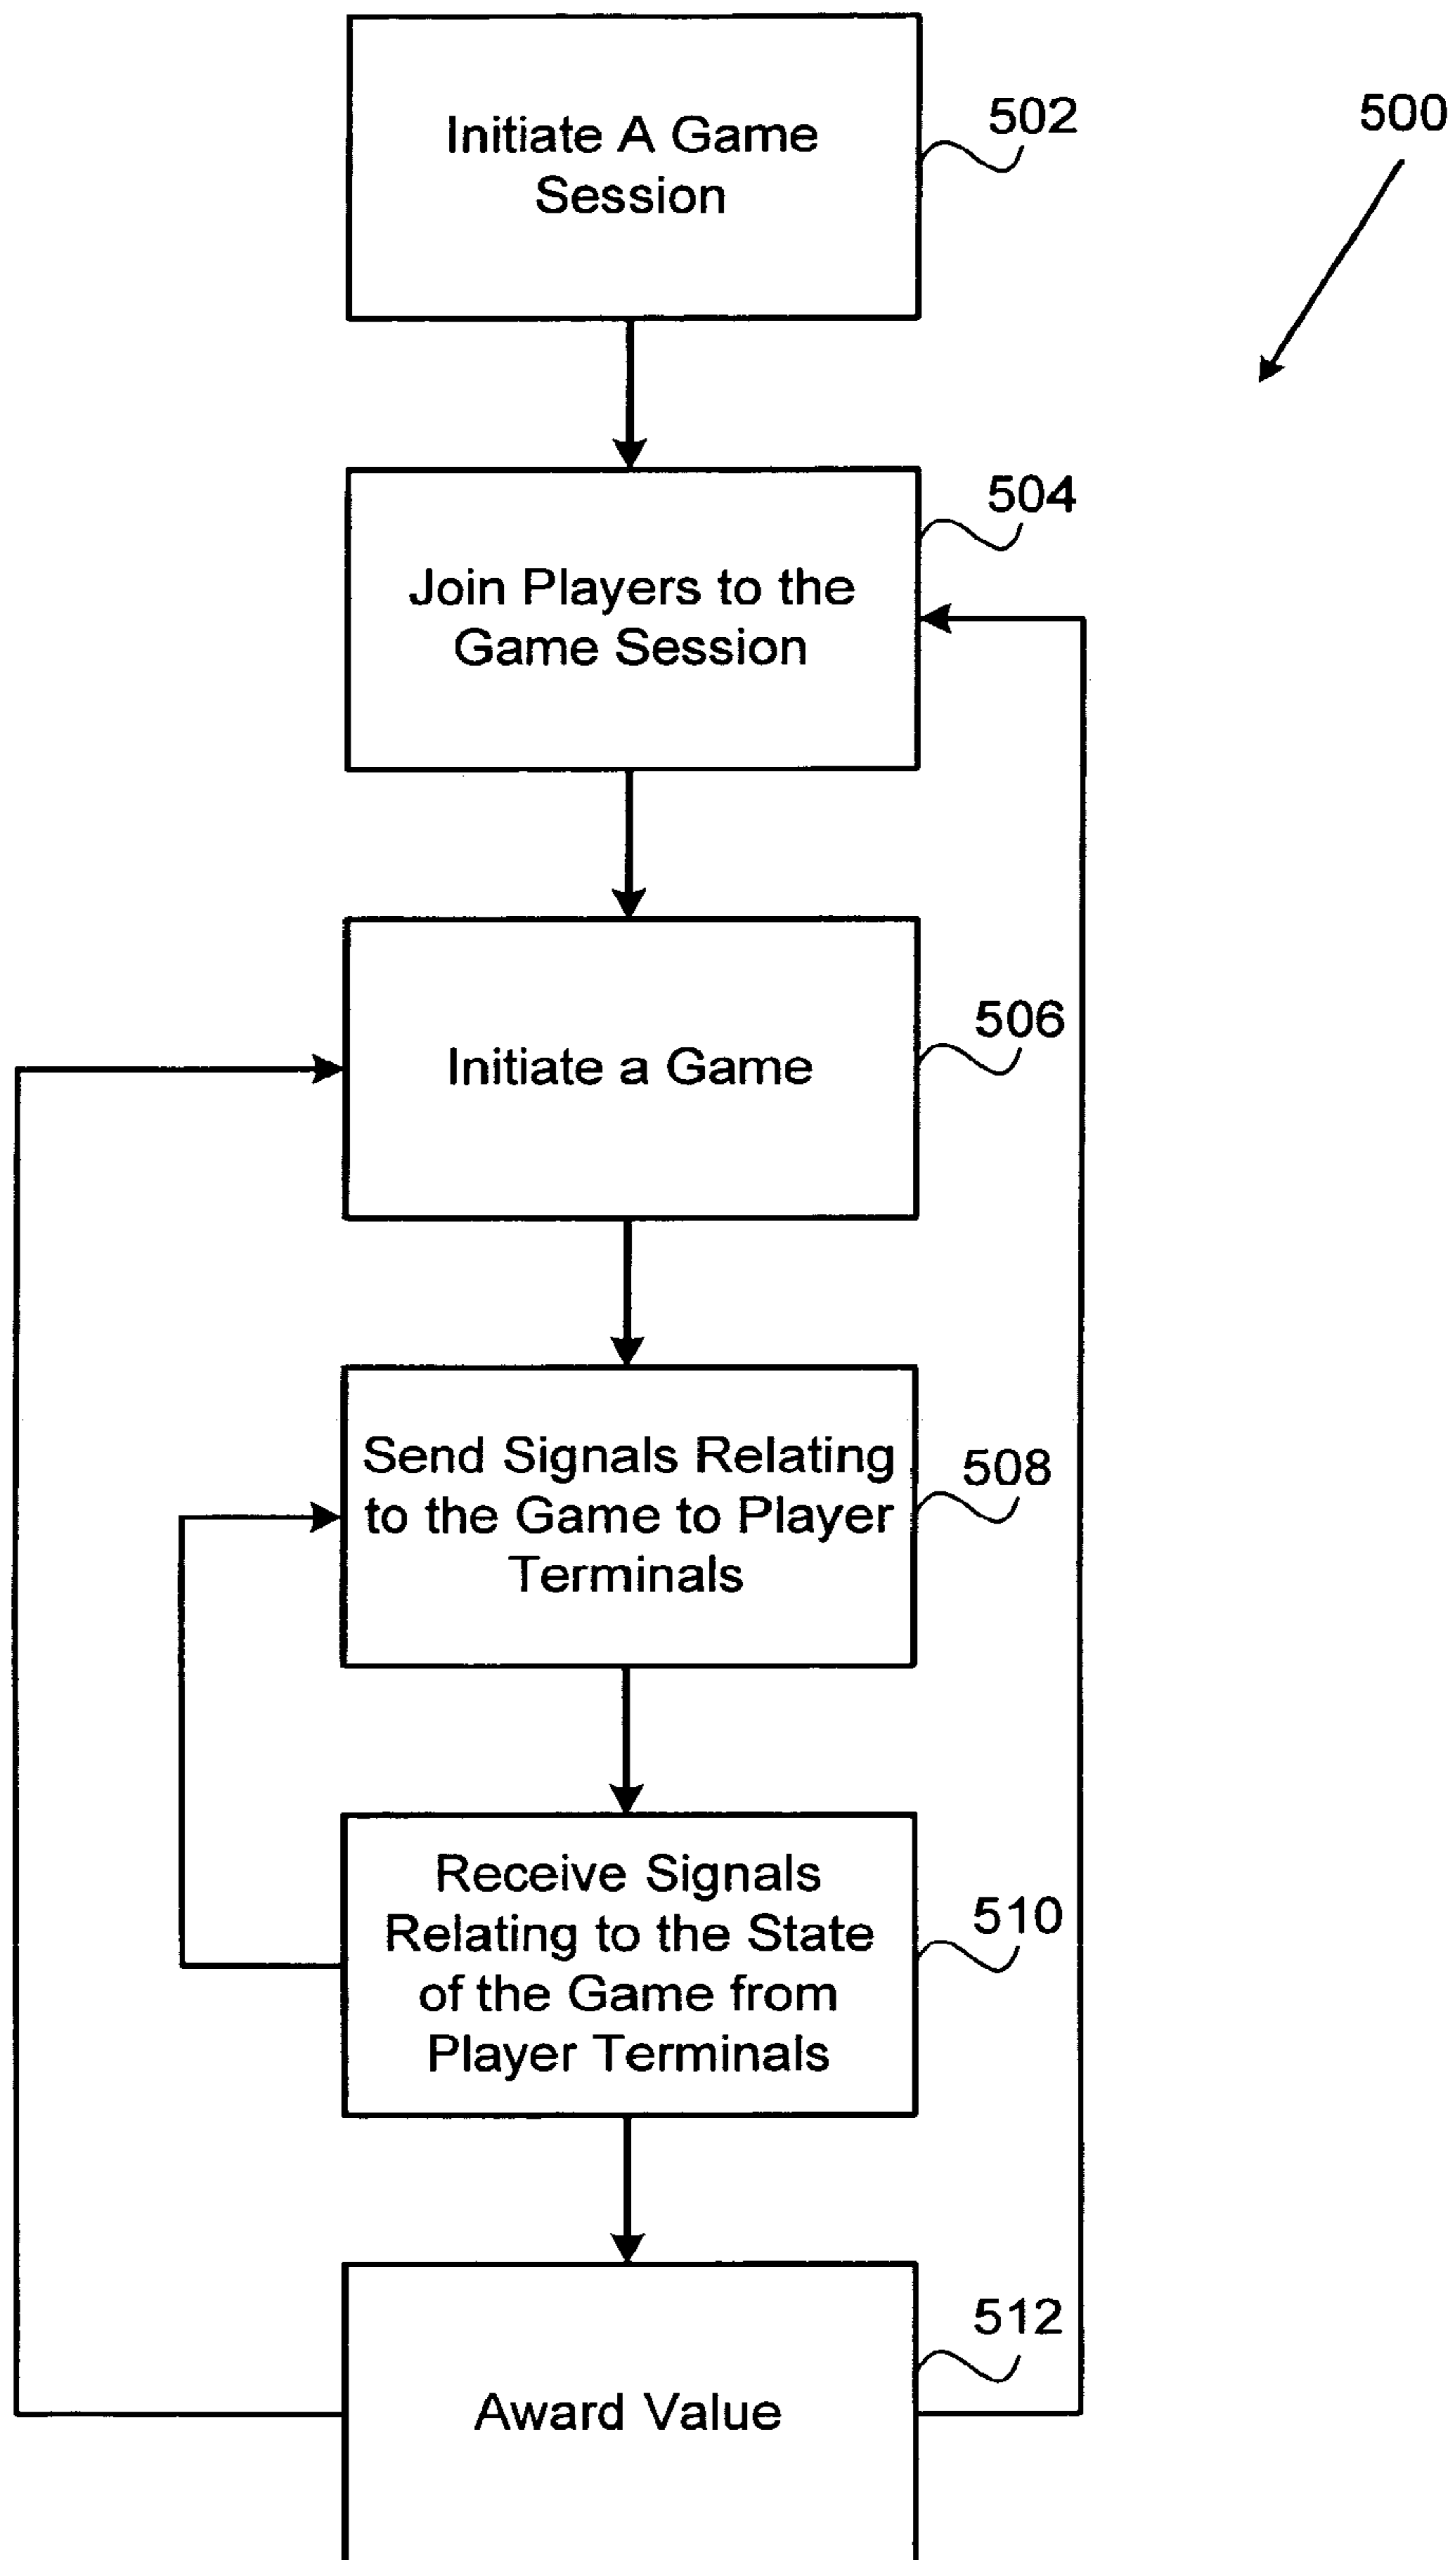 Initiate A Game
Session
502
500
Join Players to the
Game Session
504
Initiate a Game
506
Send Signals Relating
to the Game to Player
Terminals
508
Receive Signals
Relating to the State
of the Game from
Player Terminals
510
Award Value
512